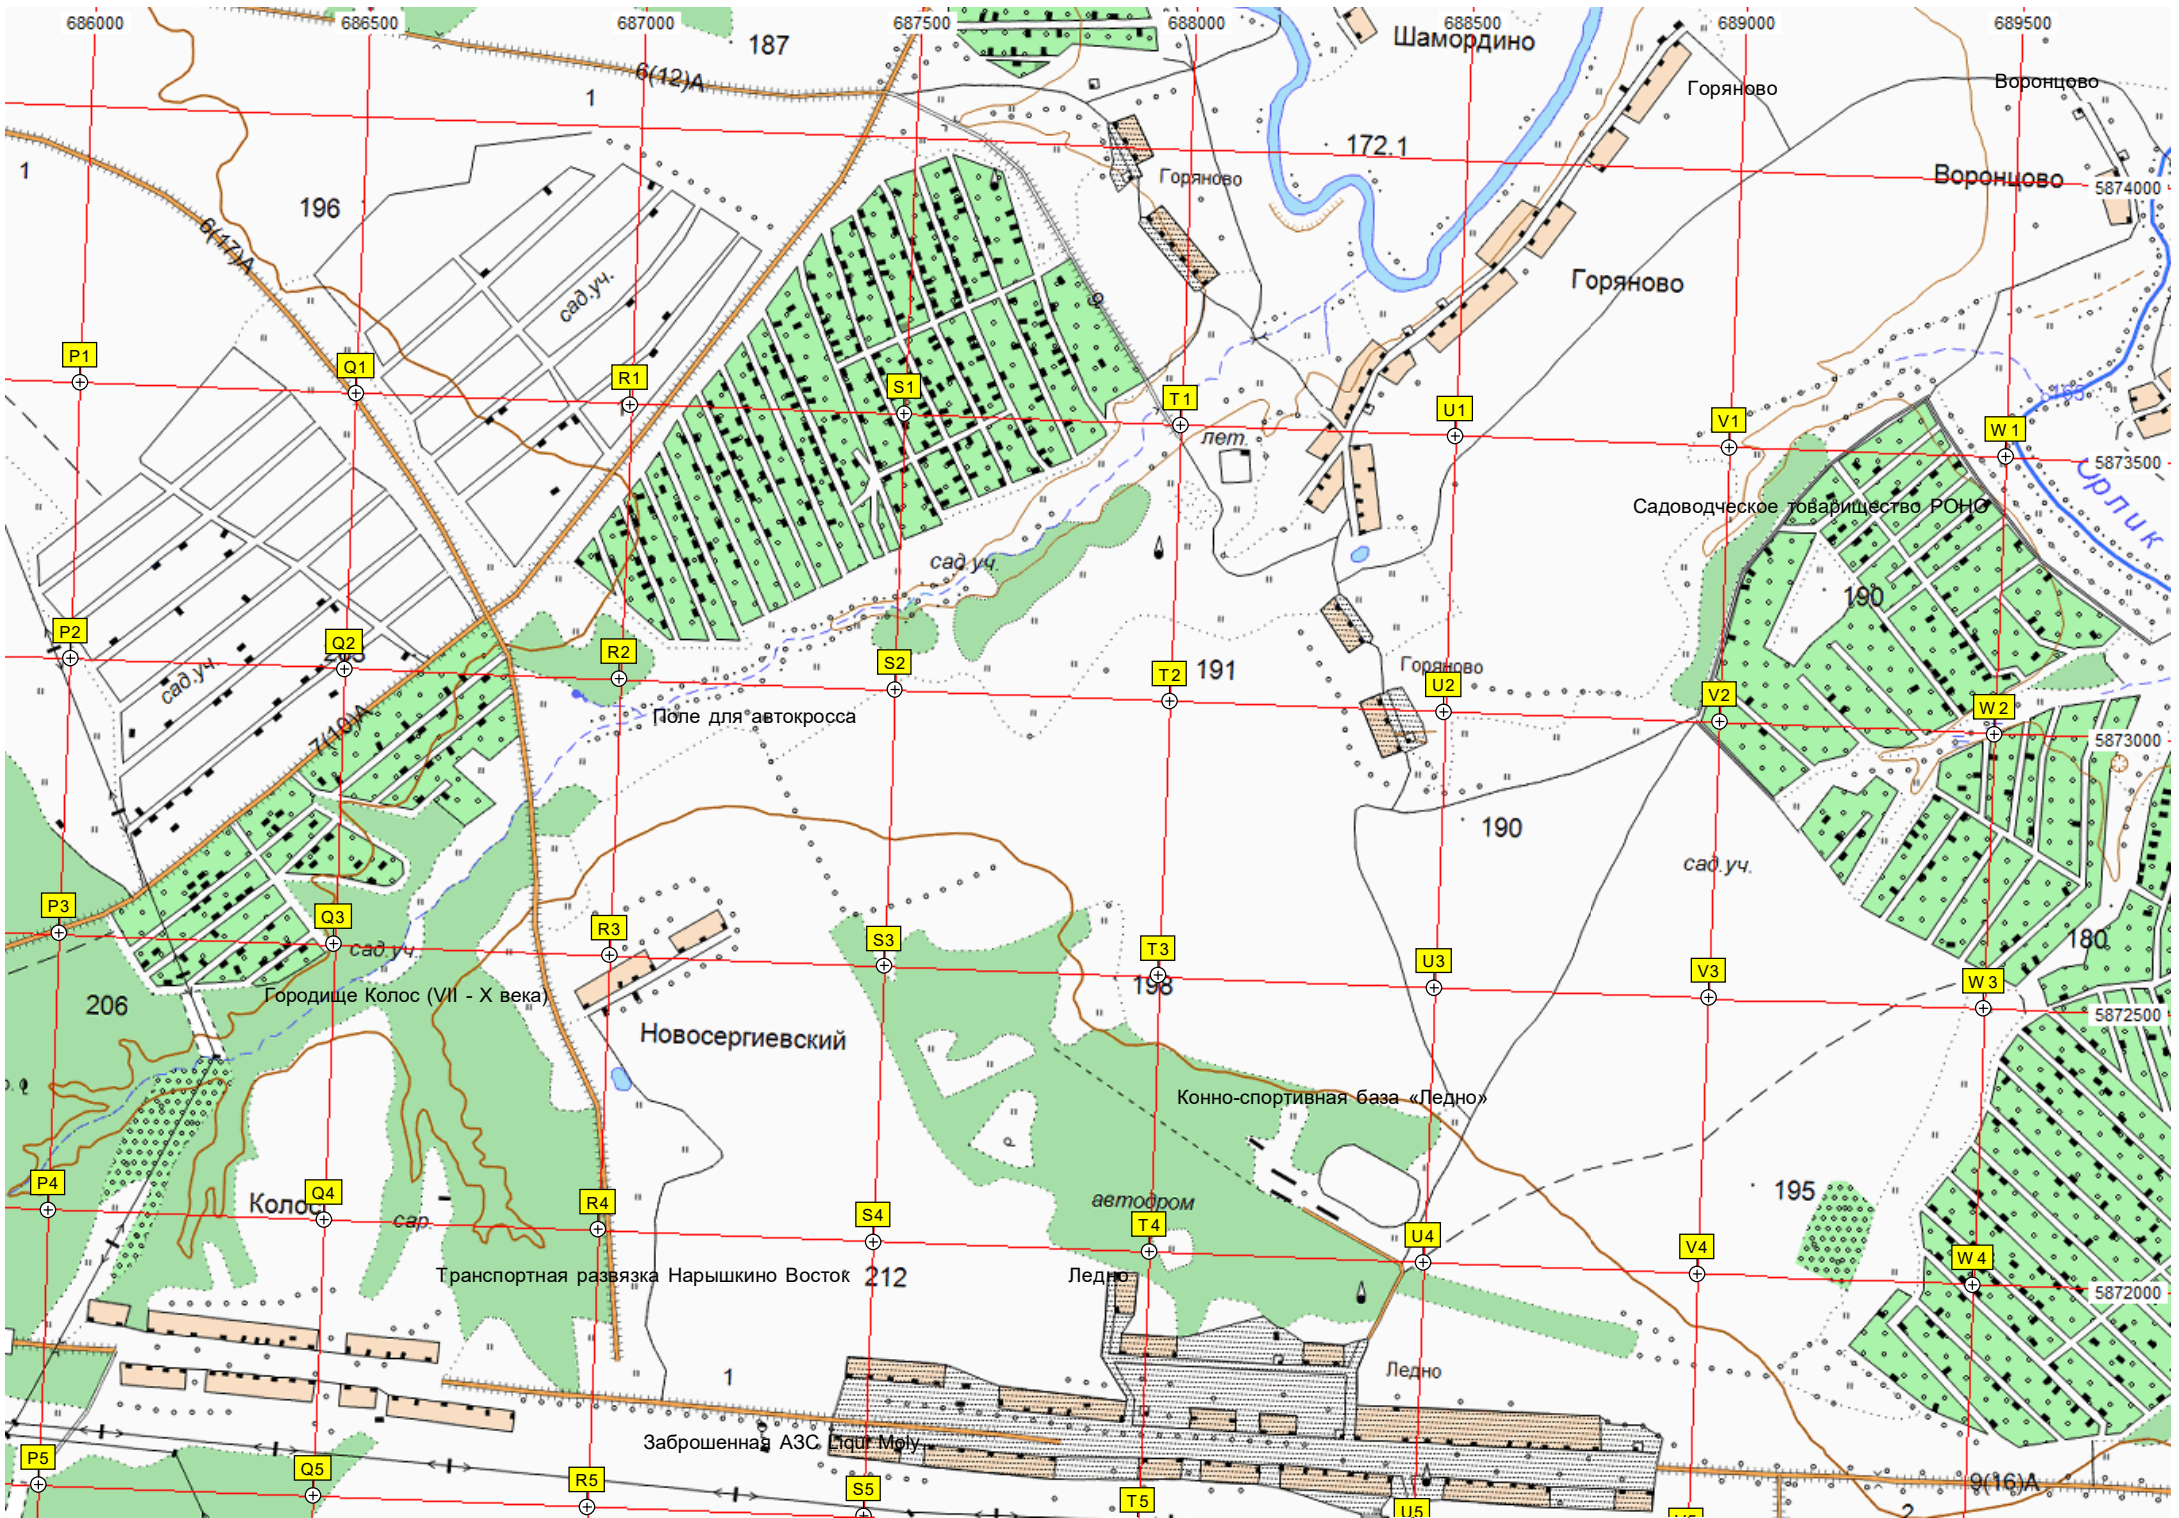 686000 686500 687000 687500 688000 688500 689000 689500
187
Шамордино
6(12)А
1
Горяново
Воронцово
172.1
1
Горяново
Воронцово
5874000
196
6(17)А
сад.уч.
Горяново
9
P1
Q1
R1
S1
T1
U1
V1
W1
165
лет.
5873500
Орлик
Садоводческое товарищество РОНО
сад.уч.
190
P2
Q2
R2
S2
T2
U2
V2
W2
сад.уч.
191
Горяново
Поле для автокросса
7(10)А
5873000
190
сад.уч.
P3
Q3
R3
S3
T3
U3
V3
W3
180
сад.уч.
198
206
Городище Колос (VII - X века)
5872500
Новосергиевский
Конно-спортивная база «Ледно»
P4
Q4
R4
S4
T4
U4
V4
W4
Колос
сар.
автодром
195
Транспортная развязка Нарышкино Восток
212
Ледно
5872000
1
Ледно
Заброшенная АЗС Liqui Moly
P5
Q5
R5
S5
T5
U5
9(16)А
2